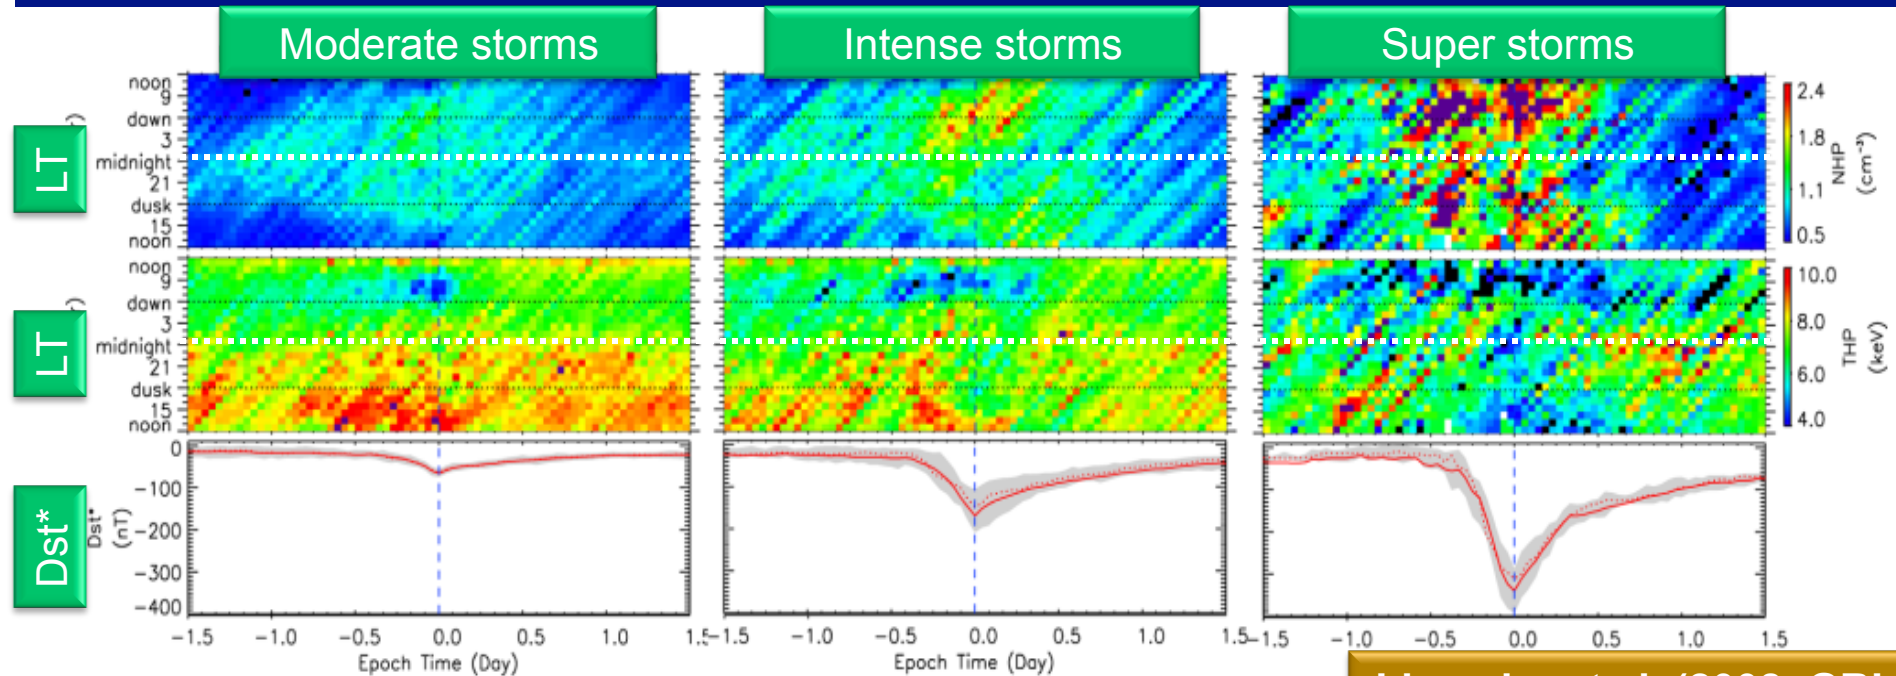 Moderate storms
Intense storms
Super storms
LT
noon
9
dawn
3
midnight
21
dusk
15
noon
2.4
1.8
1.1
0.5
NHP
(cm⁻³)
LT
noon
9
dawn
3
midnight
21
dusk
15
noon
10.0
8.0
6.0
4.0
THP
(keV)
Dst*
Dst*
(nT)
0
-100
-200
-300
-400
-1.5 -1.0 -0.5 0.0 0.5 1.0 1.5
-1.5 -1.0 -0.5 0.0 0.5 1.0 1.5
-1.5 -1.0 -0.5 0.0 0.5 1.0 1.5
Epoch Time (Day)
Epoch Time (Day)